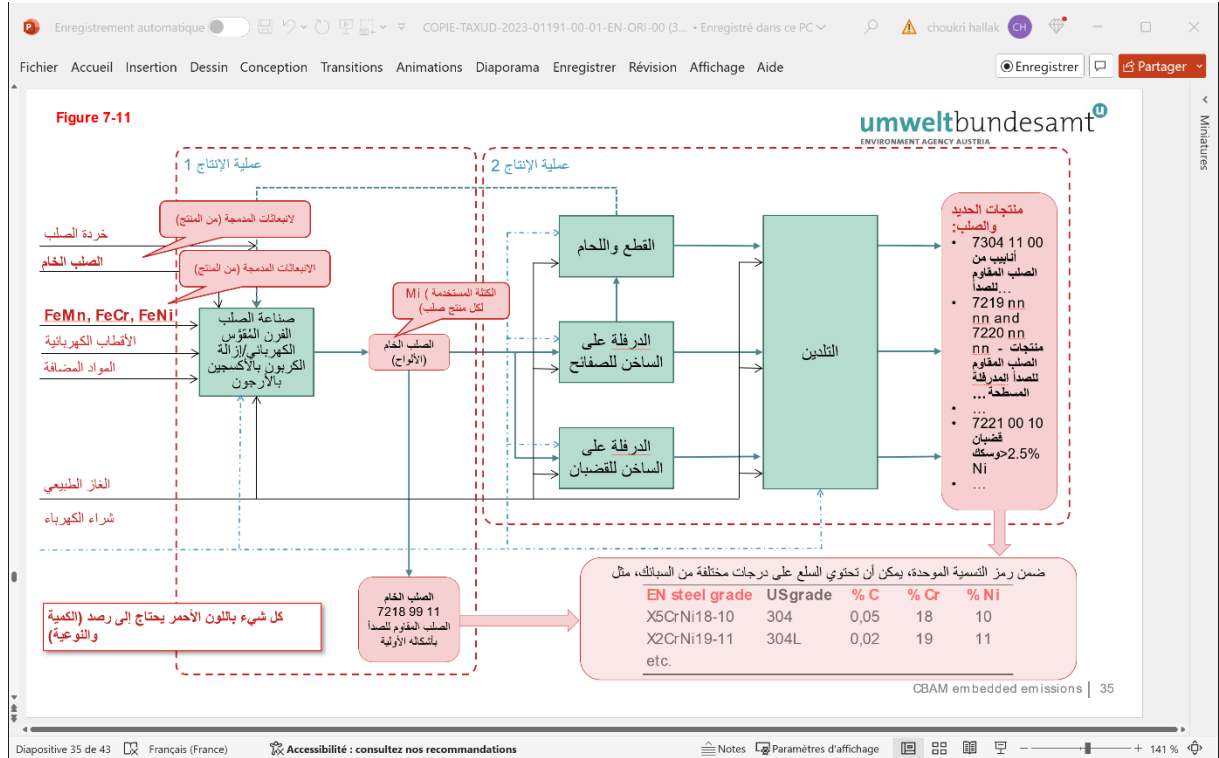 Enregistrement automatique
COPIE-TAXUD-2023-01191-00-01-EN-ORI-00 (3... • Enregistré dans ce PC
choukri hallak
CH
Fichier Accueil Insertion Dessin Conception Transitions Animations Diaporama Enregistrer Révision Affichage Aide
Enregistrer
Partager
Miniatures
Figure 7-11
umweltbundesamt
ENVIRONMENT AGENCY AUSTRIA
عملية الإنتاج 1
عملية الإنتاج 2
لانبعاثات المدمجة (من المنتج)
خردة الصلب
الصلب الخام
الانبعاثات المدمجة (من المنتج)
FeMn, FeCr, FeNi
الأقطاب الكهربائية
المواد المضافة
صناعة الصلب
الفرن المُقوَّس
الكهربائي/إزالة
الكربون بالأكسجين
بالأرجون
Mi ( الكتلة المستخدمة
لكل منتج صلب)
الصلب الخام
(الألواح)
القطع واللحام
الدرفلة على
الساخن للصفائح
الدرفلة على
الساخن للقضبان
التلدين
منتجات الحديد
والصلب:
• 7304 11 00
أنابيب من
الصلب المقاوم
للصدأ...
• 7219 nn
nn and
7220 nn
nn - منتجات
الصلب المقاوم
للصدأ المدرفلة
المسطحة ...
• ...
• 7221 00 10
قضبان
وسكك>2.5%
Ni
• ...
الغاز الطبيعي
شراء الكهرباء
الصلب الخام
7218 99 11
الصلب المقاوم للصدأ
بأشكاله الأولية
كل شيء باللون الأحمر يحتاج إلى رصد (الكمية
والنوعية)
ضمن رمز التسمية الموحدة، يمكن أن تحتوي السلع على درجات مختلفة من السبائك، مثل
EN steel grade USgrade % C % Cr % Ni
X5CrNi18-10 304 0,05 18 10
X2CrNi19-11 304L 0,02 19 11
etc.
CBAM embedded emissions | 35
Diapositive 35 de 43 Français (France) Accessibilité : consultez nos recommandations Notes Paramètres d'affichage 141 %